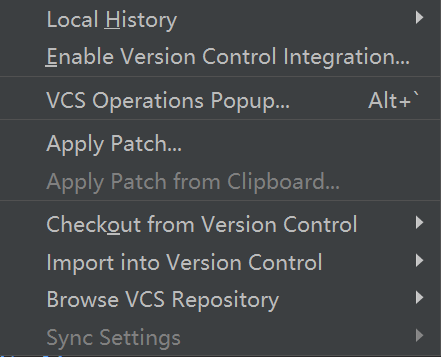 Local History
Enable Version Control Integration...
VCS Operations Popup... Alt+`
Apply Patch...
Apply Patch from Clipboard...
Checkout from Version Control
Import into Version Control
Browse VCS Repository
Sync Settings